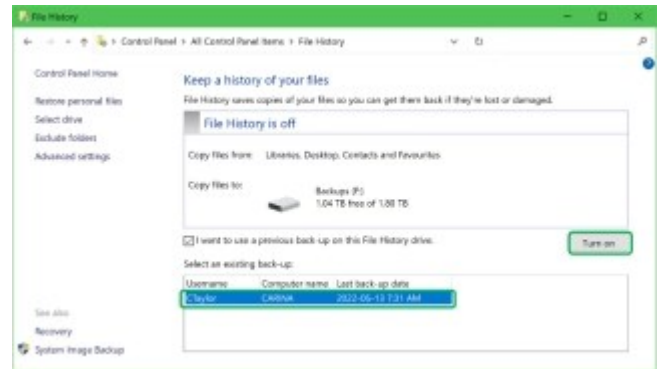 File History
Control Panel > All Control Panel Items > File History
Control Panel Home
Restore personal files
Select drive
Exclude folders
Advanced settings
Keep a history of your files
File History saves copies of your files so you can get them back if they're lost or damaged.
File History is off
Copy files from: Libraries, Desktop, Contacts and Favourites
Copy files to:
Backups (F:)
1.04 TB free of 1.80 TB
I want to use a previous back-up on this File History drive.
Turn on
Select an existing back-up:
Username Computer name Last back-up date
CTaylor CARINA 2022-05-13 7:31 AM
See also
Recovery
System Image Backup